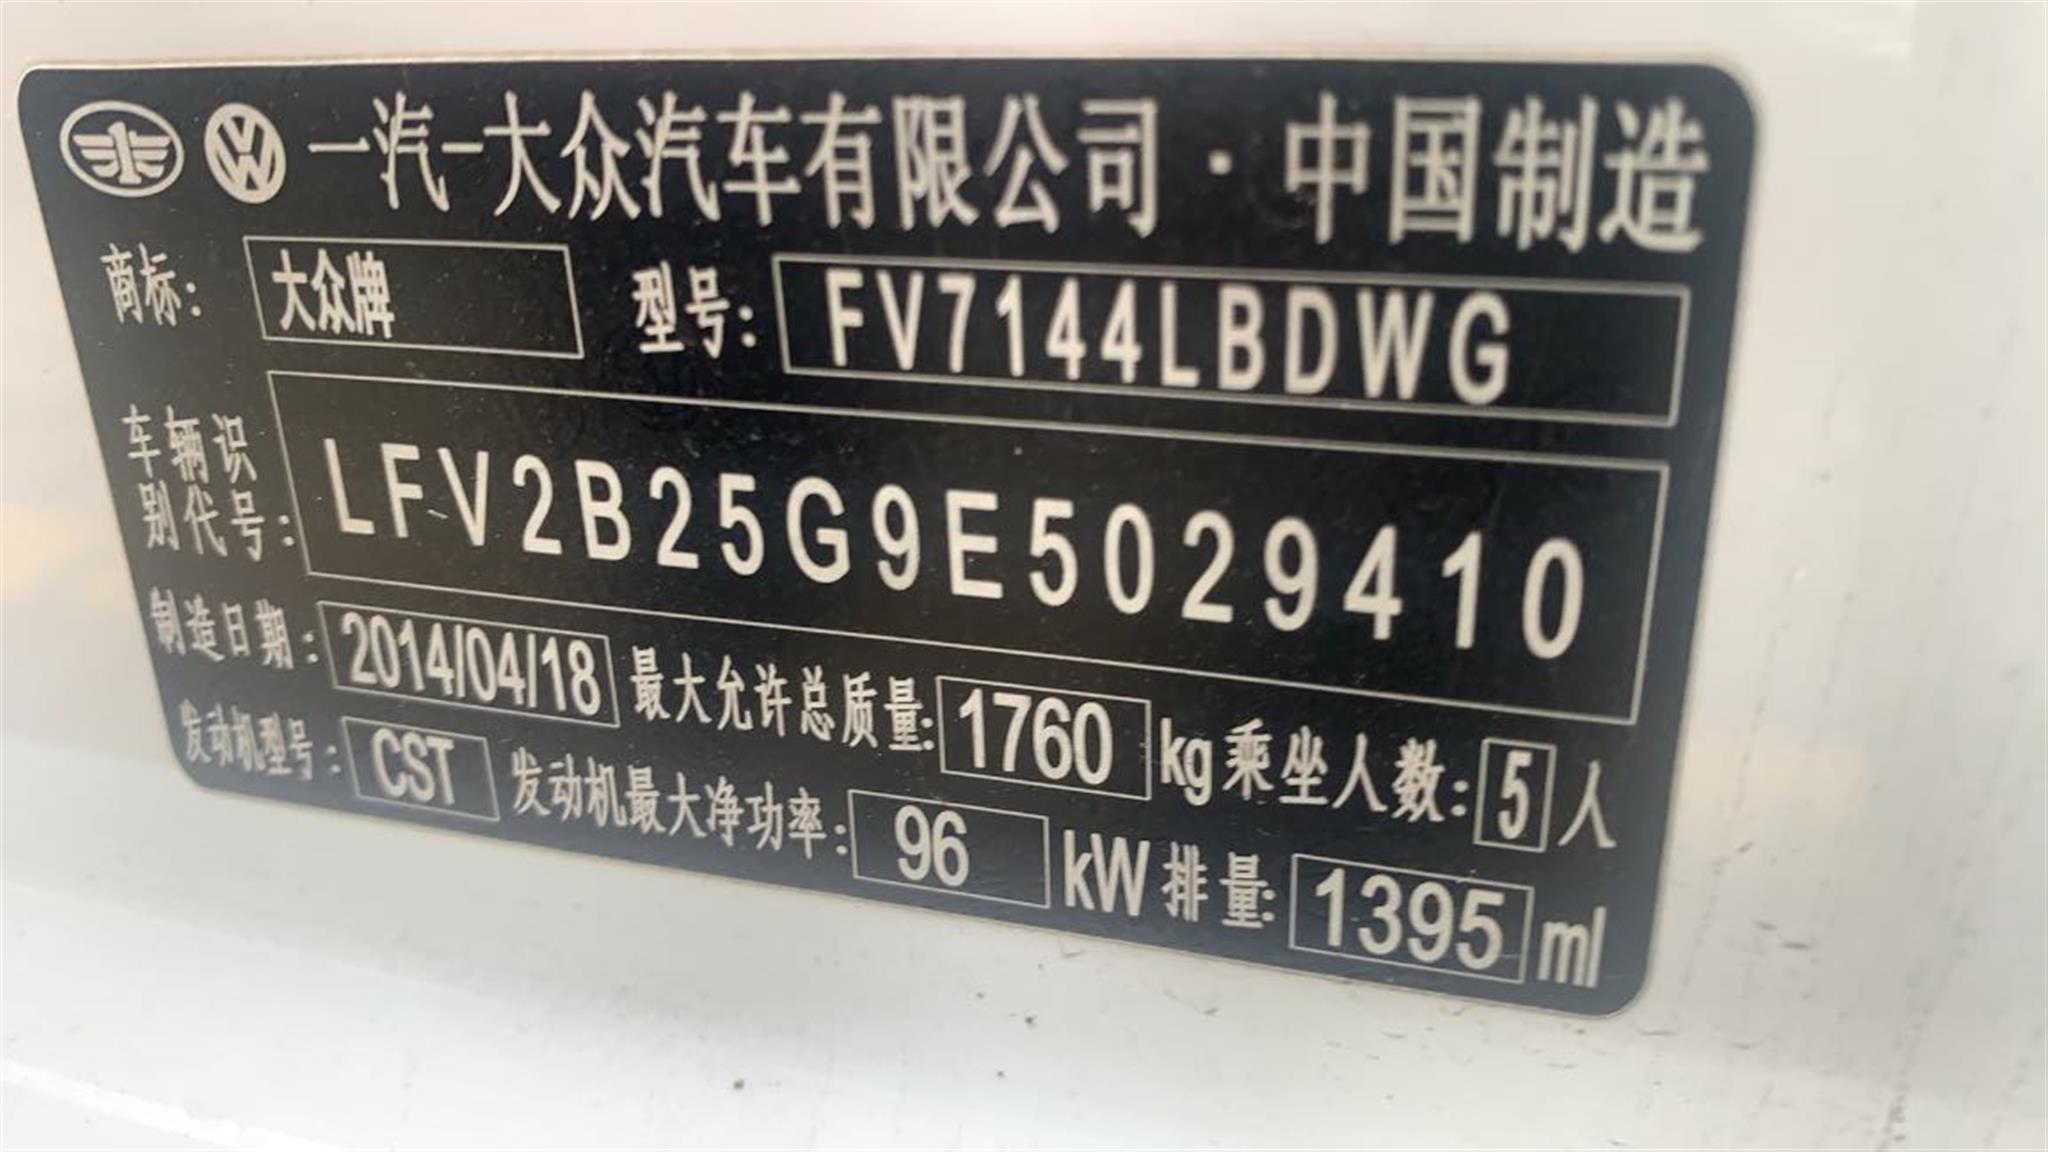 一汽-大众汽车有限公司·中国制造
商标: 大众牌 型号: FV7144LBDWG
车辆识别代号: LFV2B25G9E5029410
制造日期: 2014/04/18 最大允许总质量: 1760 kg 乘坐人数: 5 人
发动机型号: CST 发动机最大净功率: 96 kW 排量: 1395 ml